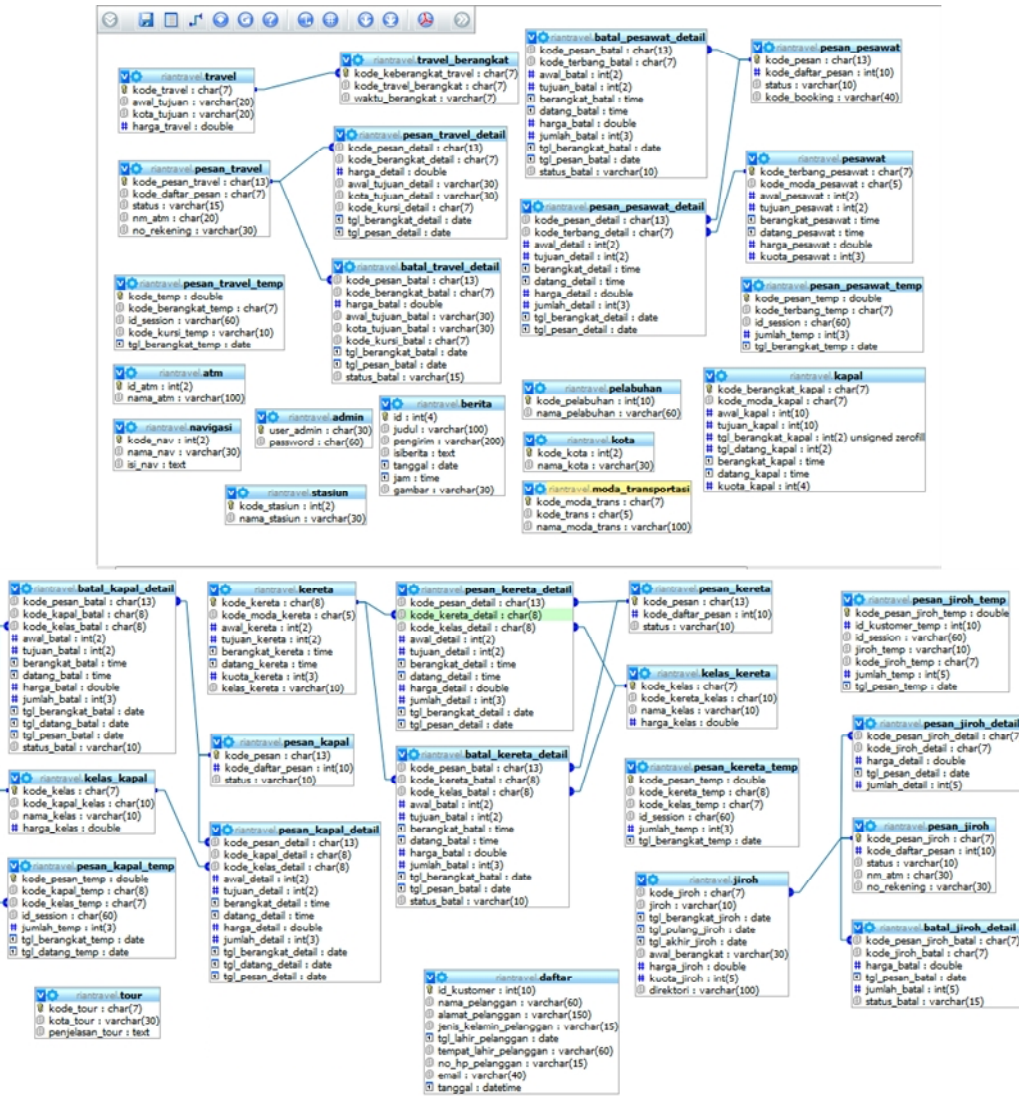 riantravel.travel
kode_travel : char(7)
awal_tujuan : varchar(20)
kota_tujuan : varchar(20)
harga_travel : double
riantravel.travel_berangkat
kode_keberangkat_travel : char(7)
kode_travel_berangkat : char(7)
waktu_berangkat : varchar(7)
riantravel.batal_pesawat_detail
kode_pesan_batal : char(13)
kode_terbang_batal : char(7)
awal_batal : int(2)
tujuan_batal : int(2)
berangkat_batal : time
datang_batal : time
harga_batal : double
jumlah_batal : int(3)
tgl_berangkat_batal : date
tgl_pesan_batal : date
status_batal : varchar(10)
riantravel.pesan_pesawat
kode_pesan : char(13)
kode_daftar_pesan : int(10)
status : varchar(10)
kode_booking : varchar(40)
riantravel.pesan_travel
kode_pesan_travel : char(13)
kode_daftar_pesan : char(7)
status : varchar(15)
nm_atm : char(20)
no_rekening : varchar(30)
riantravel.pesan_travel_detail
kode_pesan_detail : char(13)
kode_berangkat_detail : char(7)
harga_detail : double
awal_tujuan_detail : varchar(30)
kota_tujuan_detail : varchar(30)
kode_kursi_detail : char(7)
tgl_berangkat_detail : date
tgl_pesan_detail : date
riantravel.pesawat
kode_terbang_pesawat : char(7)
kode_moda_pesawat : char(5)
awal_pesawat : int(2)
tujuan_pesawat : int(2)
berangkat_pesawat : time
datang_pesawat : time
harga_pesawat : double
kuota_pesawat : int(3)
riantravel.pesan_pesawat_detail
kode_pesan_detail : char(13)
kode_terbang_detail : char(7)
awal_detail : int(2)
tujuan_detail : int(2)
berangkat_detail : time
datang_detail : time
harga_detail : double
jumlah_detail : int(3)
tgl_berangkat_detail : date
tgl_pesan_detail : date
riantravel.pesan_travel_temp
kode_temp : double
kode_berangkat_temp : char(7)
id_session : varchar(60)
kode_kursi_temp : varchar(10)
tgl_berangkat_temp : date
riantravel.batal_travel_detail
kode_pesan_batal : char(13)
kode_berangkat_batal : char(7)
harga_batal : double
awal_tujuan_batal : varchar(30)
kota_tujuan_batal : varchar(30)
kode_kursi_batal : char(7)
tgl_berangkat_batal : date
tgl_pesan_batal : date
status_batal : varchar(15)
riantravel.pesan_pesawat_temp
kode_pesan_temp : double
kode_terbang_temp : char(7)
id_session : char(60)
jumlah_temp : int(3)
tgl_berangkat_temp : date
riantravel.atm
id_atm : int(2)
nama_atm : varchar(100)
riantravel.navigasi
kode_nav : int(2)
nama_nav : varchar(30)
isi_nav : text
riantravel.admin
user_admin : char(30)
password : char(60)
riantravel.berita
id : int(4)
judul : varchar(100)
pengirim : varchar(200)
isiberita : text
tanggal : date
jam : time
gambar : varchar(30)
riantravel.pelabuhan
kode_pelabuhan : int(10)
nama_pelabuhan : varchar(60)
riantravel.kota
kode_kota : int(2)
nama_kota : varchar(30)
riantravel.kapal
kode_berangkat_kapal : char(7)
kode_moda_kapal : char(7)
awal_kapal : int(10)
tujuan_kapal : int(10)
tgl_berangkat_kapal : int(2) unsigned zerofill
tgl_datang_kapal : int(2)
berangkat_kapal : time
datang_kapal : time
kuota_kapal : int(4)
riantravel.stasiun
kode_stasiun : int(2)
nama_stasiun : varchar(30)
riantravel.moda_transportasi
kode_moda_trans : char(7)
kode_trans : char(5)
nama_moda_trans : varchar(100)
riantravel.batal_kapal_detail
kode_pesan_batal : char(13)
kode_kapal_batal : char(8)
kode_kelas_batal : char(8)
awal_batal : int(2)
tujuan_batal : int(2)
berangkat_batal : time
datang_batal : time
harga_batal : double
jumlah_batal : int(3)
tgl_berangkat_batal : date
tgl_datang_batal : date
tgl_pesan_batal : date
status_batal : varchar(10)
riantravel.kereta
kode_kereta : char(8)
kode_moda_kereta : char(5)
awal_kereta : int(2)
tujuan_kereta : int(2)
berangkat_kereta : time
datang_kereta : time
kuota_kereta : int(3)
kelas_kereta : varchar(10)
riantravel.pesan_kereta_detail
kode_pesan_detail : char(13)
kode_kereta_detail : char(8)
kode_kelas_detail : char(8)
awal_detail : int(2)
tujuan_detail : int(2)
berangkat_detail : time
datang_detail : time
harga_detail : double
jumlah_detail : int(3)
tgl_berangkat_detail : date
tgl_pesan_detail : date
riantravel.pesan_kereta
kode_pesan : char(13)
kode_daftar_pesan : int(10)
status : varchar(10)
riantravel.pesan_jiroh_temp
kode_pesan_jiroh_temp : double
id_kustomer_temp : int(10)
id_session : varchar(60)
jiroh_temp : varchar(10)
kode_jiroh_temp : char(7)
jumlah_temp : int(5)
tgl_pesan_temp : date
riantravel.kelas_kereta
kode_kelas : char(7)
kode_kereta_kelas : char(10)
nama_kelas : varchar(10)
harga_kelas : double
riantravel.pesan_kapal
kode_pesan : char(13)
kode_daftar_pesan : int(10)
status : varchar(10)
riantravel.batal_kereta_detail
kode_pesan_batal : char(13)
kode_kereta_batal : char(8)
kode_kelas_batal : char(8)
awal_batal : int(2)
tujuan_batal : int(2)
berangkat_batal : time
datang_batal : time
harga_batal : double
jumlah_batal : int(3)
tgl_berangkat_batal : date
tgl_pesan_batal : date
status_batal : varchar(10)
riantravel.pesan_jiroh_detail
kode_pesan_jiroh_detail : char(7
kode_jiroh_detail : char(7)
harga_detail : double
tgl_pesan_detail : date
jumlah_detail : int(5)
riantravel.kelas_kapal
kode_kelas : char(7)
kode_kapal_kelas : char(10)
nama_kelas : varchar(10)
harga_kelas : double
riantravel.pesan_kereta_temp
kode_pesan_temp : double
kode_kereta_temp : char(8)
kode_kelas_temp : char(7)
id_session : char(60)
jumlah_temp : int(3)
tgl_berangkat_temp : date
riantravel.pesan_kapal_detail
kode_pesan_detail : char(13)
kode_kapal_detail : char(8)
kode_kelas_detail : char(8)
awal_detail : int(2)
tujuan_detail : int(2)
berangkat_detail : time
datang_detail : time
harga_detail : double
jumlah_detail : int(3)
tgl_berangkat_detail : date
tgl_datang_detail : date
tgl_pesan_detail : date
riantravel.pesan_jiroh
kode_pesan_jiroh : char(7)
kode_daftar_pesan : int(10)
status : varchar(10)
nm_atm : char(30)
no_rekening : varchar(30)
riantravel.pesan_kapal_temp
kode_pesan_temp : double
kode_kapal_temp : char(8)
kode_kelas_temp : char(7)
id_session : char(60)
jumlah_temp : int(3)
tgl_berangkat_temp : date
tgl_datang_temp : date
riantravel.jiroh
kode_jiroh : char(7)
jiroh : varchar(10)
tgl_berangkat_jiroh : date
tgl_pulang_jiroh : date
tgl_akhir_jiroh : date
awal_berangkat : varchar(30)
harga_jiroh : double
kuota_jiroh : int(5)
direktori : varchar(100)
riantravel.batal_jiroh_detail
kode_pesan_jiroh_batal : char(7
kode_jiroh_batal : char(7)
harga_batal : double
tgl_pesan_batal : date
jumlah_batal : int(5)
status_batal : varchar(15)
riantravel.tour
kode_tour : char(7)
kota_tour : varchar(30)
penjelasan_tour : text
riantravel.daftar
id_kustomer : int(10)
nama_pelanggan : varchar(60)
alamat_pelanggan : varchar(150)
jenis_kelamin_pelanggan : varchar(15)
tgl_lahir_pelanggan : date
tempat_lahir_pelanggan : varchar(60)
no_hp_pelanggan : varchar(15)
email : varchar(40)
tanggal : datetime